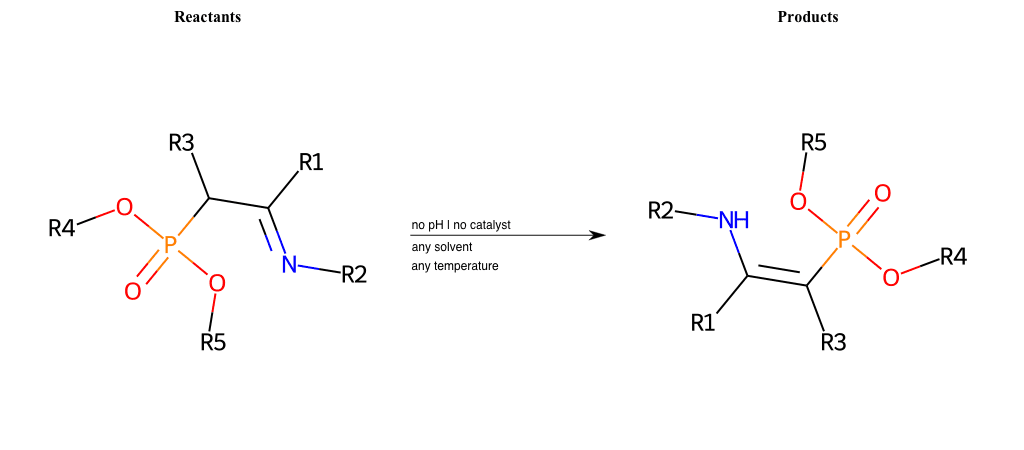 Reactants
Products
R3
R1
R4
O
P
O
O
R5
N
R2
no pH | no catalyst
any solvent
any temperature
R5
O
O
R2
NH
P
R4
O
R1
R3